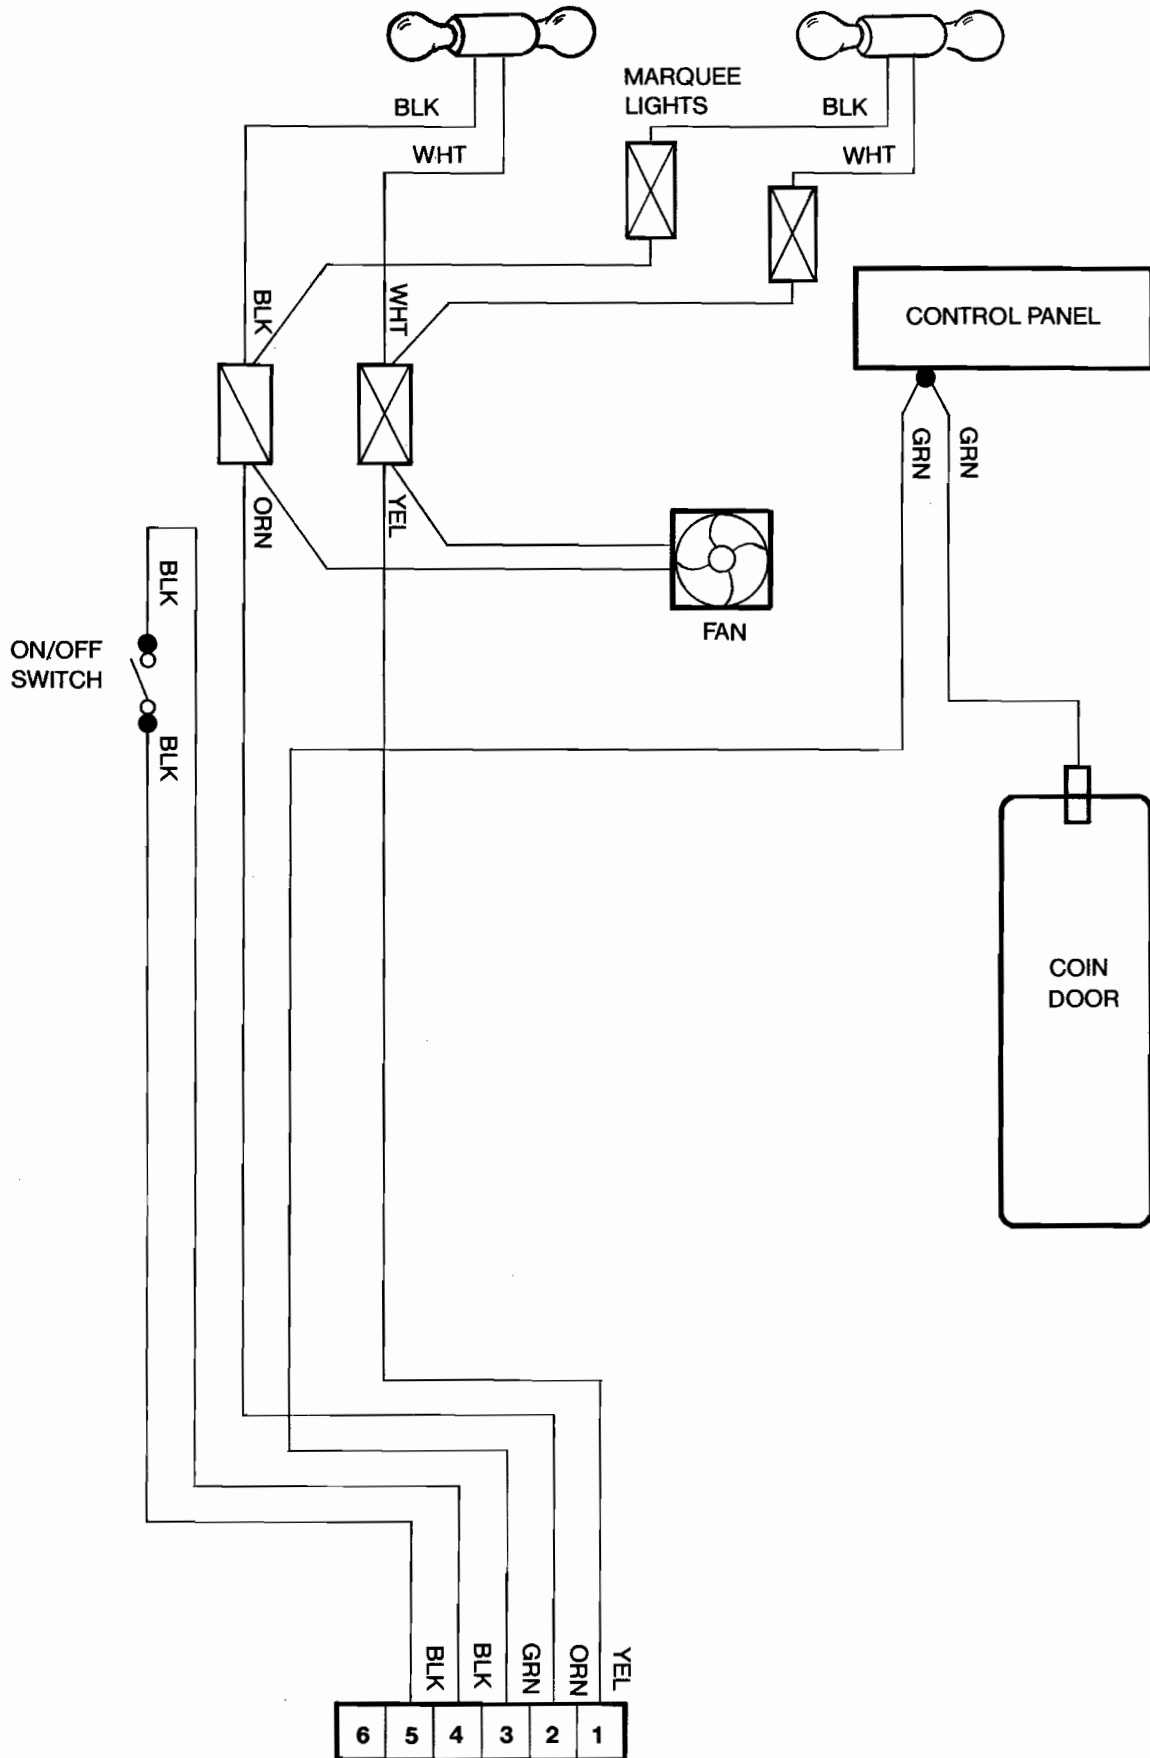 MARQUEE
LIGHTS
BLK
BLK
WHT
WHT
BLK
WHT
CONTROL PANEL
GRN
GRN
ORN
YEL
BLK
FAN
ON/OFF
SWITCH
BLK
COIN
DOOR
BLK
BLK
GRN
ORN
YEL
6 5 4 3 2 1